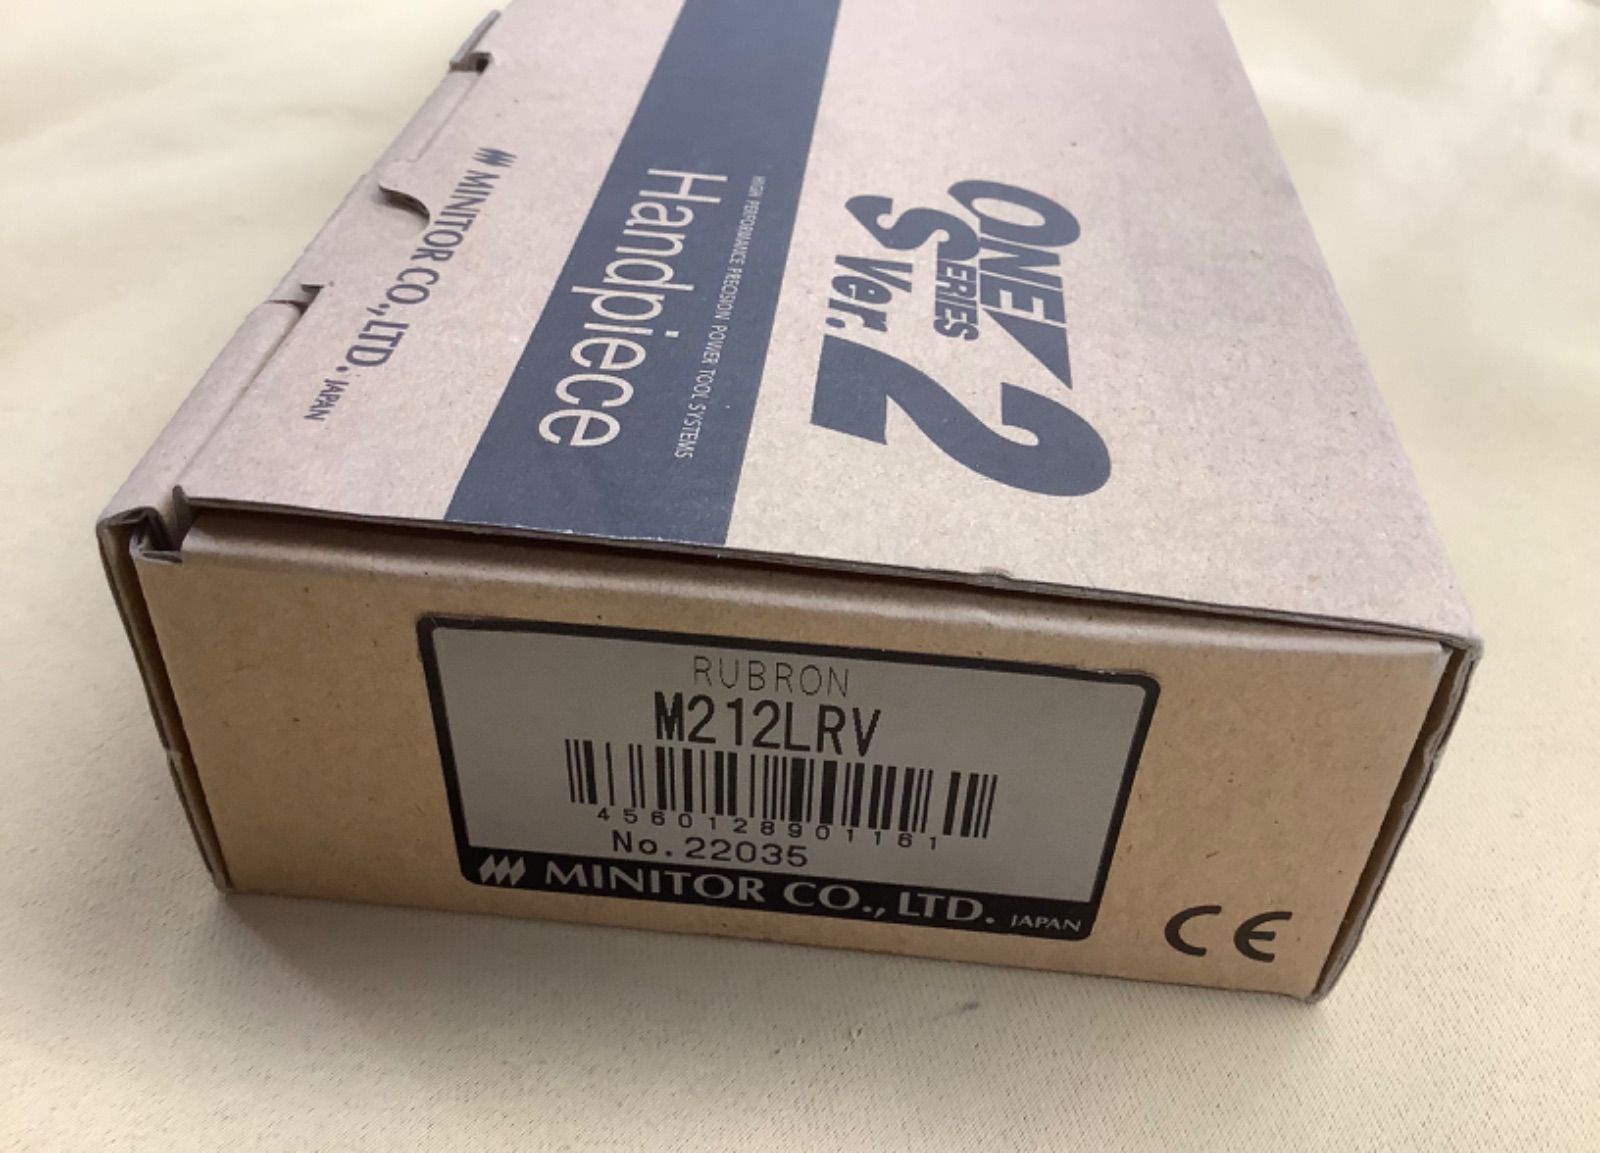 ONE
SERIES
Ver.2
HIGH PERFORMANCE PRECISION POWER TOOL SYSTEMS
Handpiece
MINITOR CO., LTD. JAPAN
RUBRON
M212LRV
4560128901161
No.22035
MINITOR CO., LTD. JAPAN
CE